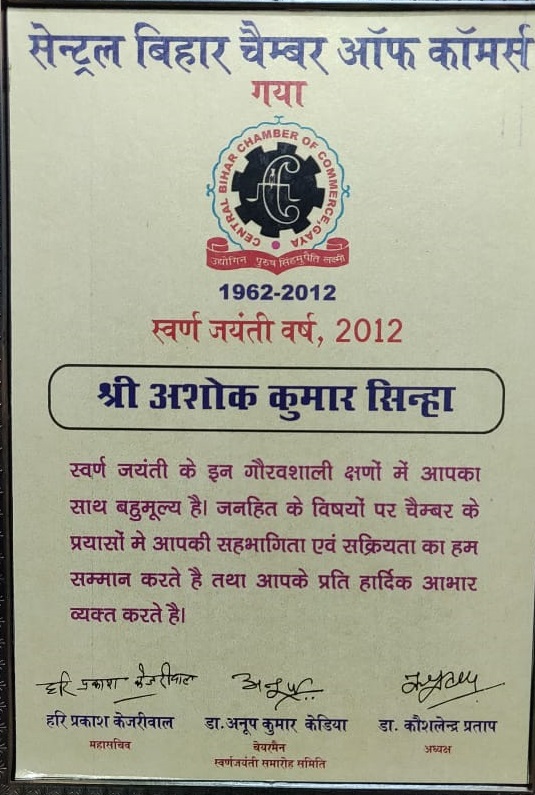 सेन्ट्रल बिहार चैम्बर ऑफ कॉमर्स
गया
CENTRAL BIHAR CHAMBER OF COMMERCE, GAYA
उद्योगिन पुरुष सिंहमुपैति लक्ष्मी
1962-2012
स्वर्ण जयंती वर्ष, 2012
श्री अशोक कुमार सिन्हा
स्वर्ण जयंती के इन गौरवशाली क्षणों में आपका
साथ बहुमूल्य है। जनहित के विषयों पर चैम्बर के
प्रयासों मे आपकी सहभागिता एवं सक्रियता का हम
सम्मान करते है तथा आपके प्रति हार्दिक आभार
व्यक्त करते है।
हरि प्रकाश केजरीवाल अनूप
हरि प्रकाश केजरीवाल डा.अनूप कुमार केडिया डा. कौशलेन्द्र प्रताप
महासचिव चेयरमैन अध्यक्ष
स्वर्णजयंती समारोह समिति